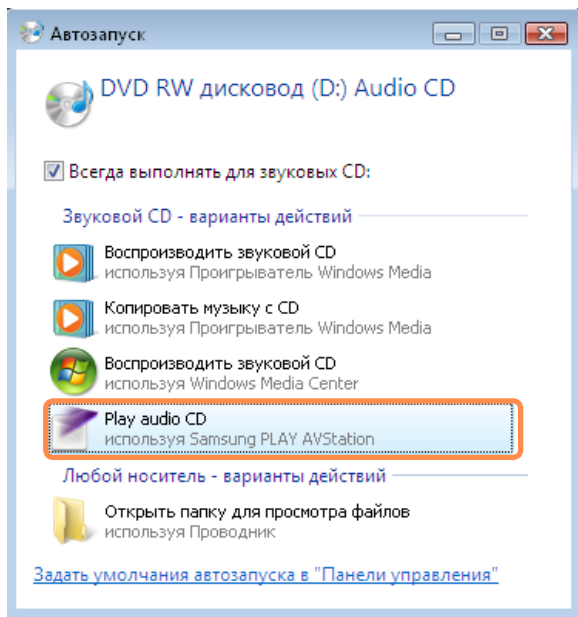 Автозапуск
DVD RW дисковод (D:) Audio CD
Всегда выполнять для звуковых CD:
Звуковой CD - варианты действий
Воспроизводить звуковой CD
используя Проигрыватель Windows Media
Копировать музыку с CD
используя Проигрыватель Windows Media
Воспроизводить звуковой CD
используя Windows Media Center
Play audio CD
используя Samsung PLAY AVStation
Любой носитель - варианты действий
Открыть папку для просмотра файлов
используя Проводник
Задать умолчания автозапуска в "Панели управления"